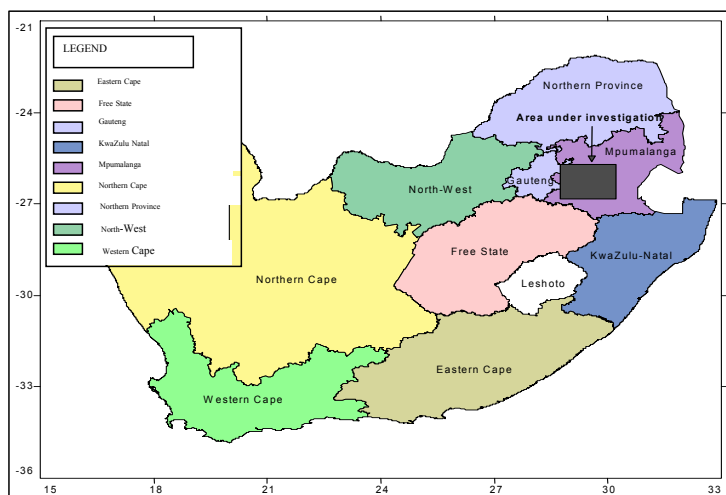 -21
-24
-27
-30
-33
-36
LEGEND
Eastern Cape
Free State
Gauteng
KwaZulu Natal
Mpumalanga
Northern Cape
Northern Province
North-West
Western Cape
Northern Province
Area under investigation
Mpumalanga
North-West
Gauteng
Free State
KwaZulu-Natal
Leshoto
Northern Cape
Eastern Cape
Western Cape
15 18 21 24 27 30 33